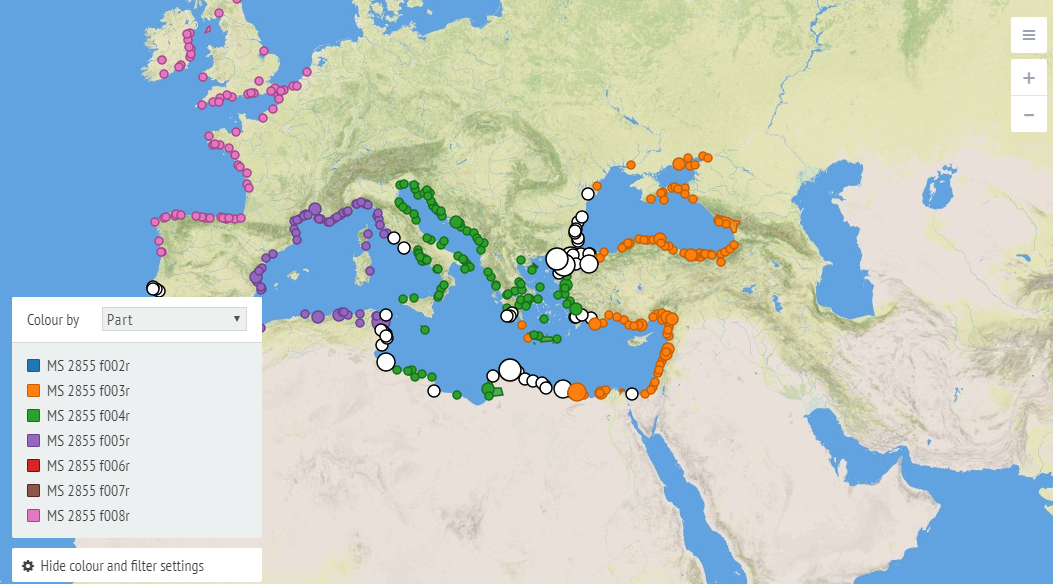 Colour by
Part
MS 2855 f002r
MS 2855 f003r
MS 2855 f004r
MS 2855 f005r
MS 2855 f006r
MS 2855 f007r
MS 2855 f008r
Hide colour and filter settings